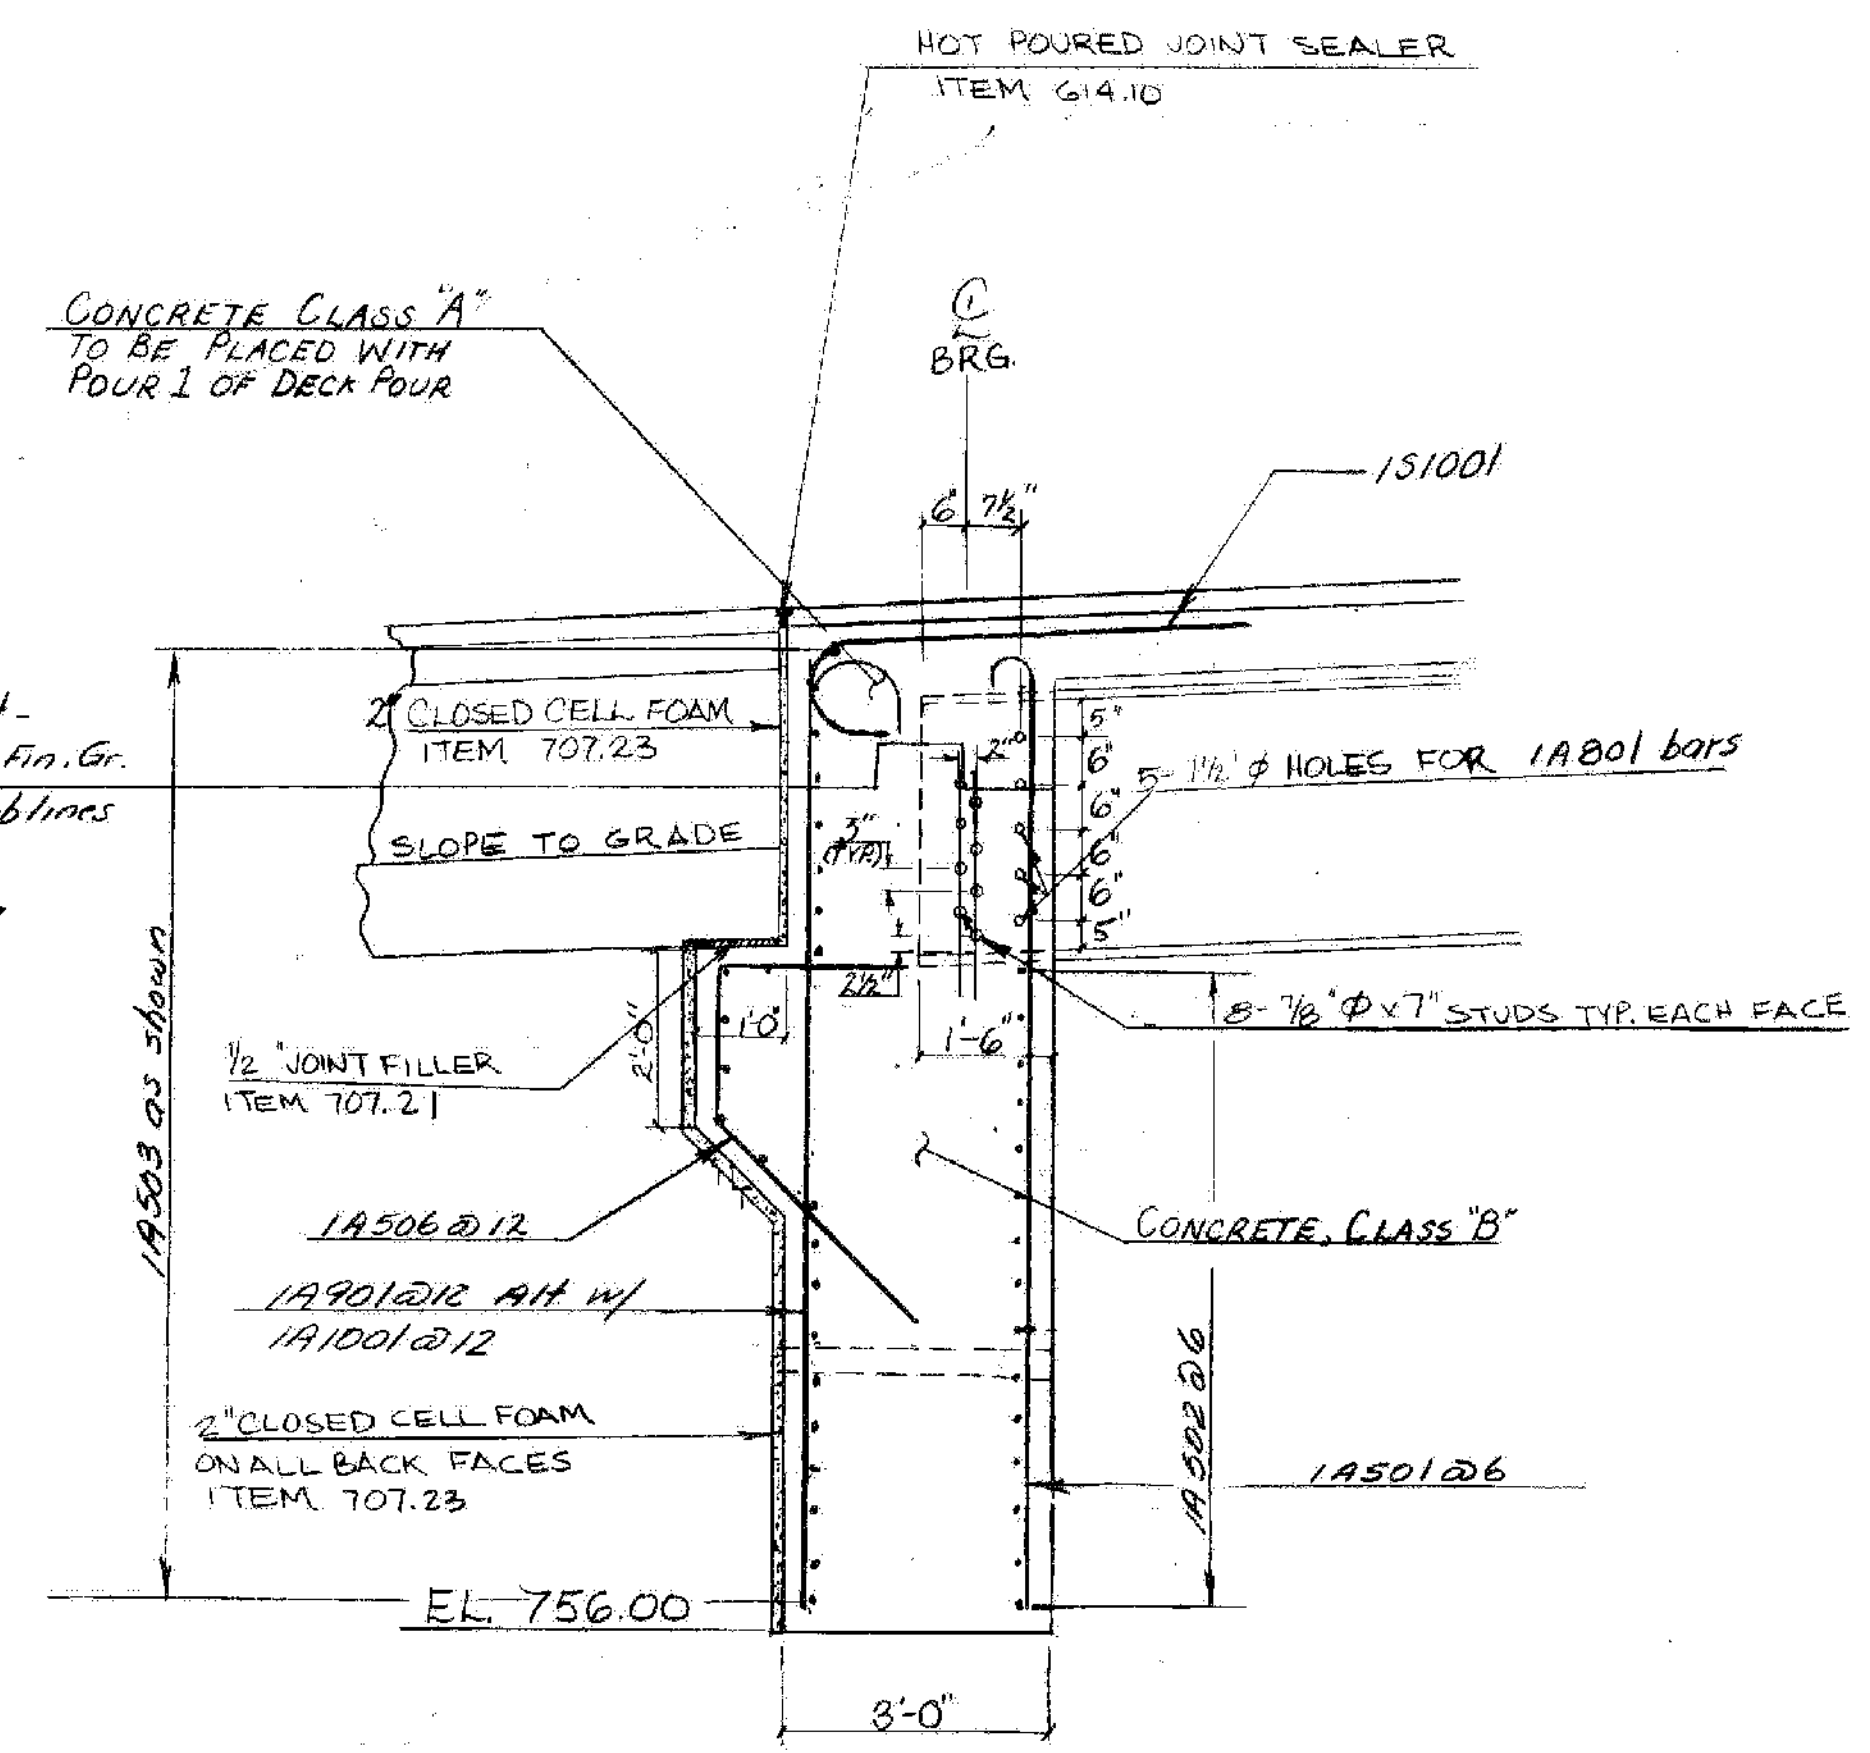 HOT POURED JOINT SEALER
ITEM 614.10
CONCRETE CLASS "A"
TO BE PLACED WITH
POUR 1 OF DECK POUR
℄
BRG.
1S1001
6" 7½"
2" CLOSED CELL FOAM
ITEM 707.23
Fin. Gr.
SLOPE TO GRADE
5"
6"
6"
6"
6"
5"
2"
5- 1½" φ HOLES FOR 1A801 bars
3"
(TYP.)
2½"
8- 7/8" φ x 7" STUDS TYP. EACH FACE
1'-0"
1'-6"
2'-0"
½" JOINT FILLER
ITEM 707.21
1A503 as shown
1A506@12
CONCRETE, CLASS "B"
1A901@12 Alt w/
1A1001@12
2" CLOSED CELL FOAM
ON ALL BACK FACES
ITEM 707.23
1A502@6
1A501@6
EL. 756.00
3'-0"